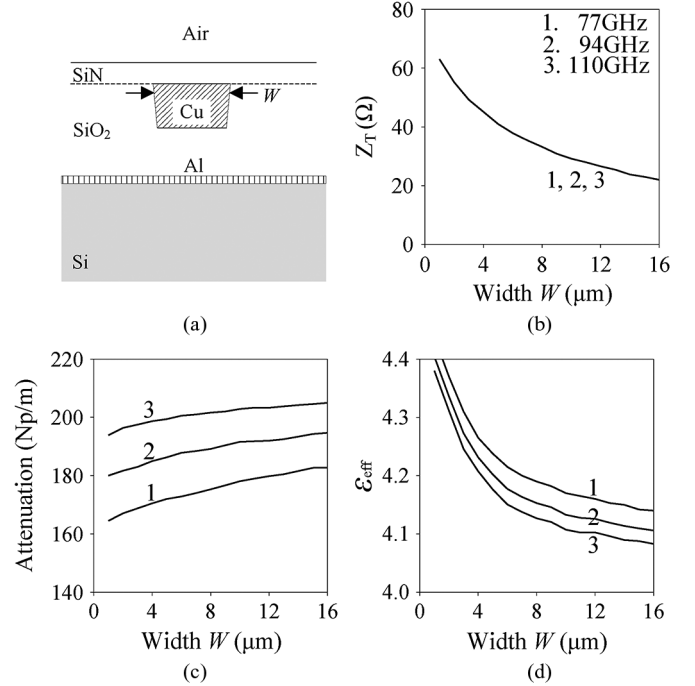 Air
SiN
W
Cu
SiO₂
Al
Si
(a)
80
60
40
20
0
Z_T (Ω)
1. 77GHz
2. 94GHz
3. 110GHz
1, 2, 3
0 4 8 12 16
Width W (μm)
(b)
220
200
180
160
140
Attenuation (Np/m)
3
2
1
0 4 8 12 16
Width W (μm)
(c)
4.4
4.3
4.2
4.1
4.0
ε_eff
1
2
3
0 4 8 12 16
Width W (μm)
(d)